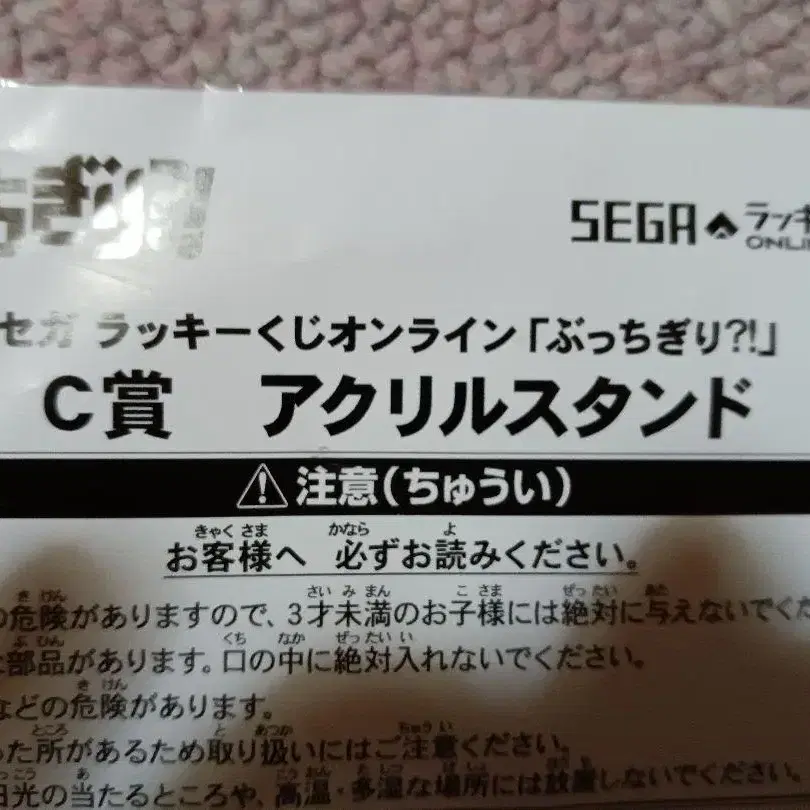 ちぎり?!
SEGA ラッキ
ONLI
セガ ラッキーくじオンライン「ぶっちぎり?!」
C賞 アクリルスタンド
注意(ちゅうい)
お客様へ 必ずお読みください。
の危険がありますので、3才未満のお子様には絶対に与えないでくだ
な部品があります。口の中に絶対入れないでください。
などの危険があります。
った所があるため取り扱いにはご注意ください。
日光の当たるところや、高温・多湿な場所には放置しないでください。